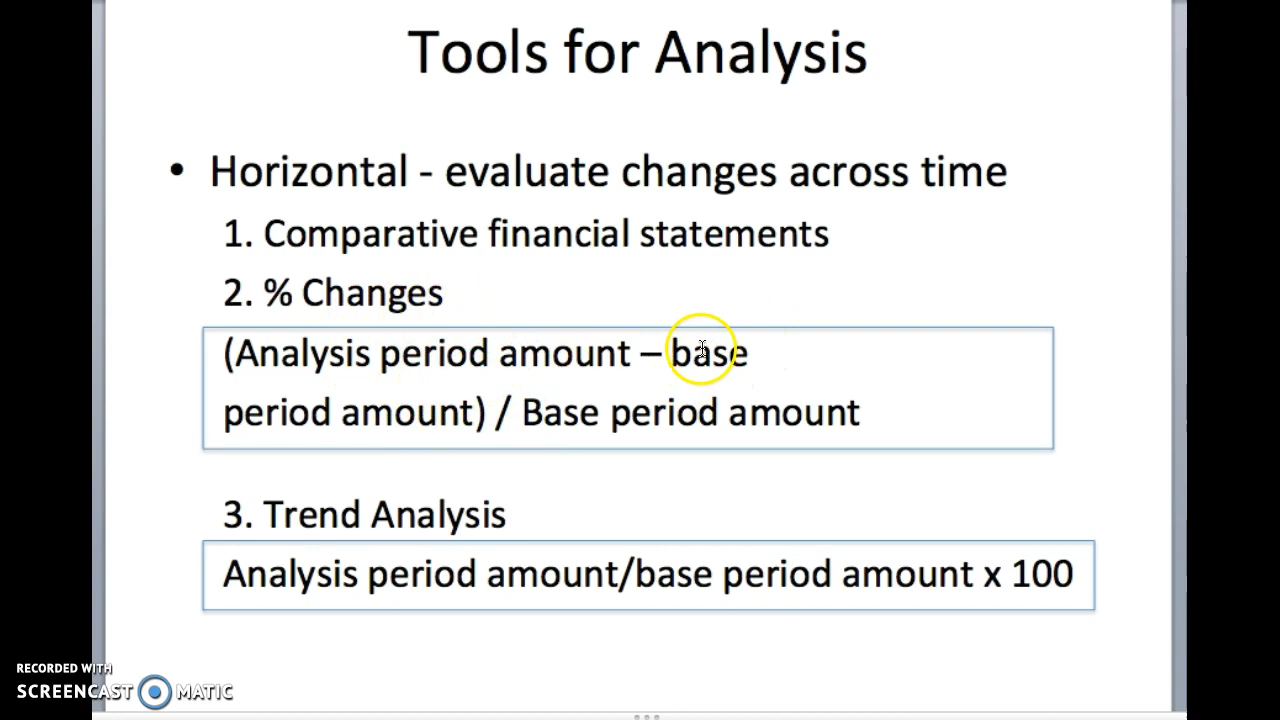 Tools for Analysis
• Horizontal - evaluate changes across time
1. Comparative financial statements
2. % Changes
(Analysis period amount – base
period amount) / Base period amount
3. Trend Analysis
Analysis period amount/base period amount x 100
RECORDED WITH
SCREENCAST MATIC